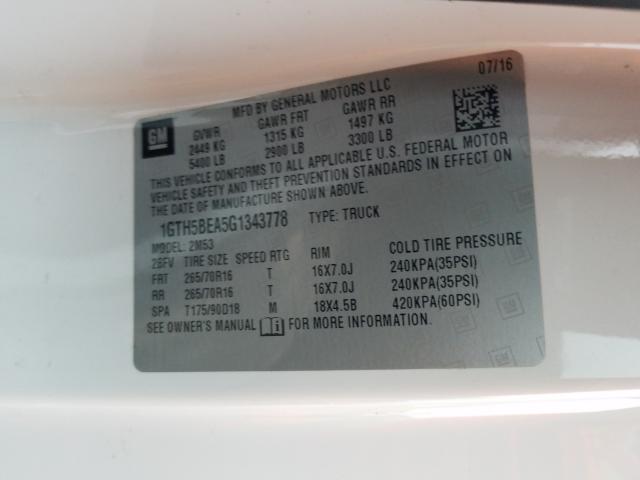 07/16
MFD BY GENERAL MOTORS LLC
GM
GVWR GAWR FRT GAWR RR
2449 KG 1315 KG 1497 KG
5400 LB 2900 LB 3300 LB
THIS VEHICLE CONFORMS TO ALL APPLICABLE U.S. FEDERAL MOTOR
VEHICLE SAFETY AND THEFT PREVENTION STANDARDS IN EFFECT ON
THE DATE OF MANUFACTURE SHOWN ABOVE.
1GTH5BEA5G1343778 TYPE: TRUCK
MODEL: 2M53
2BFV TIRE SIZE SPEED RTG RIM COLD TIRE PRESSURE
FRT 265/70R16 T 16X7.0J 240KPA(35PSI)
RR 265/70R16 T 16X7.0J 240KPA(35PSI)
SPA T175/90D18 M 18X4.5B 420KPA(60PSI)
SEE OWNER'S MANUAL FOR MORE INFORMATION.